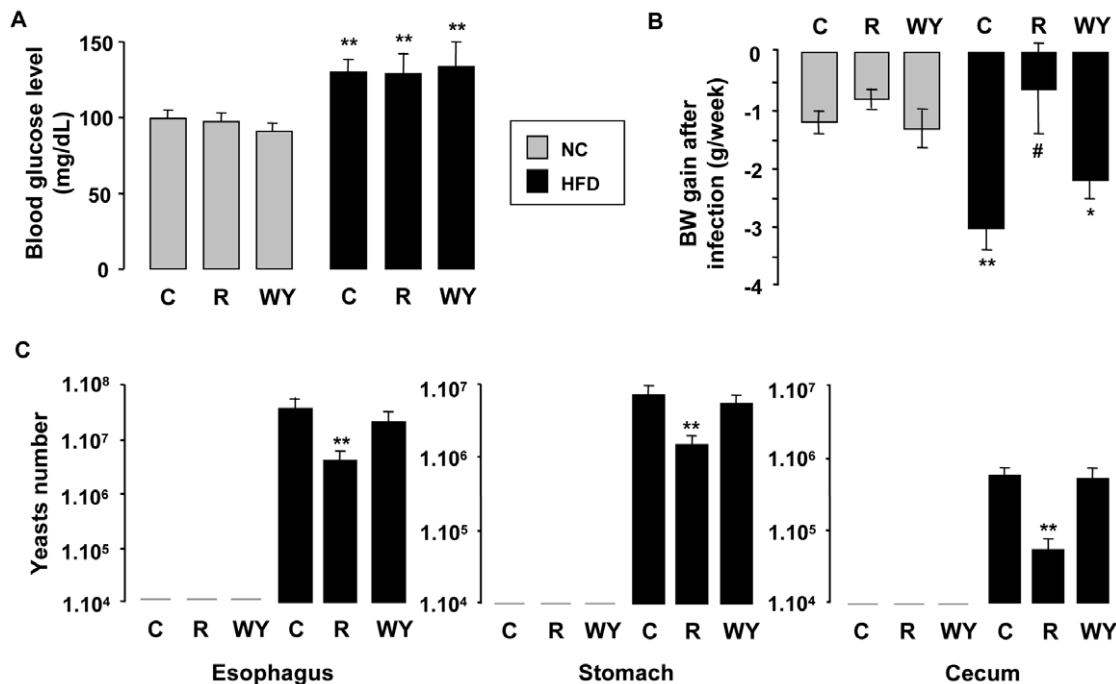 A
Blood glucose level
(mg/dL)
150
100
50
0
** ** **
C R WY C R WY
NC
HFD
B
C R WY C R WY
BW gain after
infection (g/week)
0
-1
-2
-3
-4
**
#
*
C
Yeasts number
1.10⁸
1.10⁷
1.10⁶
1.10⁵
1.10⁴
**
C R WY C R WY
Esophagus
1.10⁷
1.10⁶
1.10⁵
1.10⁴
**
C R WY C R WY
Stomach
1.10⁷
1.10⁶
1.10⁵
1.10⁴
**
C R WY C R WY
Cecum